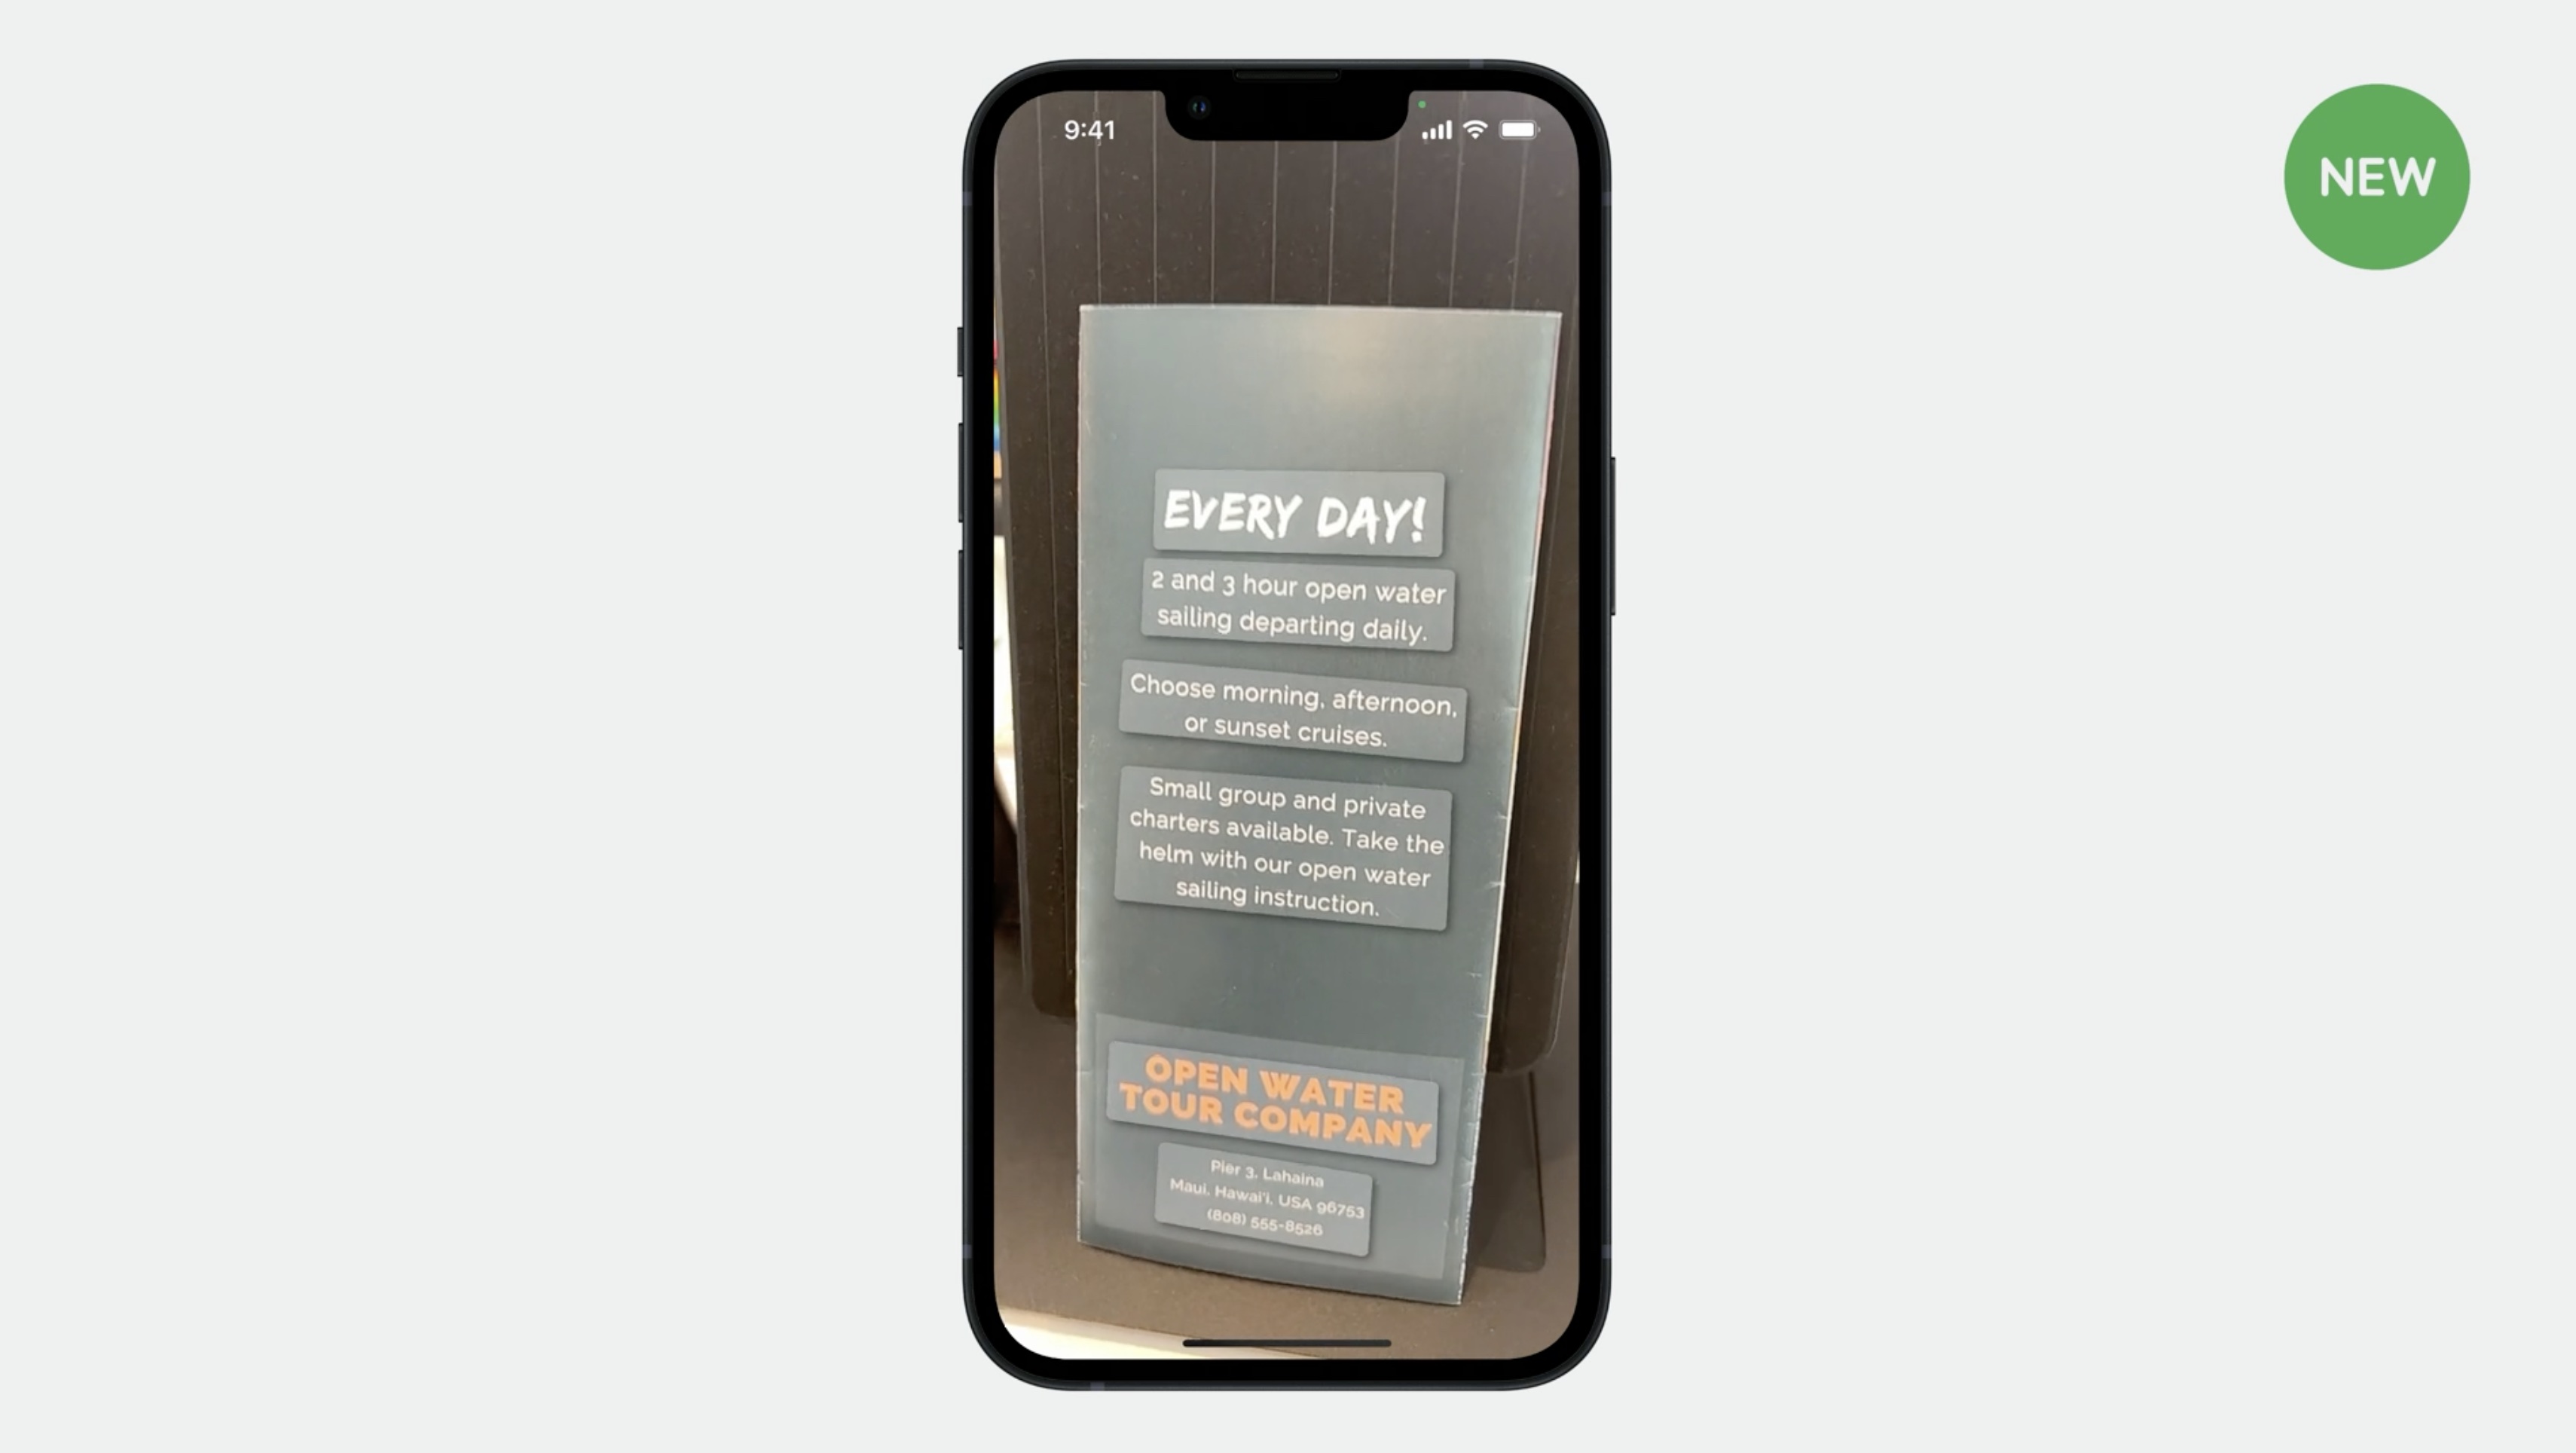 9:41
NEW
EVERY DAY!
2 and 3 hour open water
sailing departing daily.
Choose morning, afternoon,
or sunset cruises.
Small group and private
charters available. Take the
helm with our open water
sailing instruction.
OPEN WATER
TOUR COMPANY
Pier 3, Lahaina
Maui, Hawai'i, USA 96753
(808) 555-8526